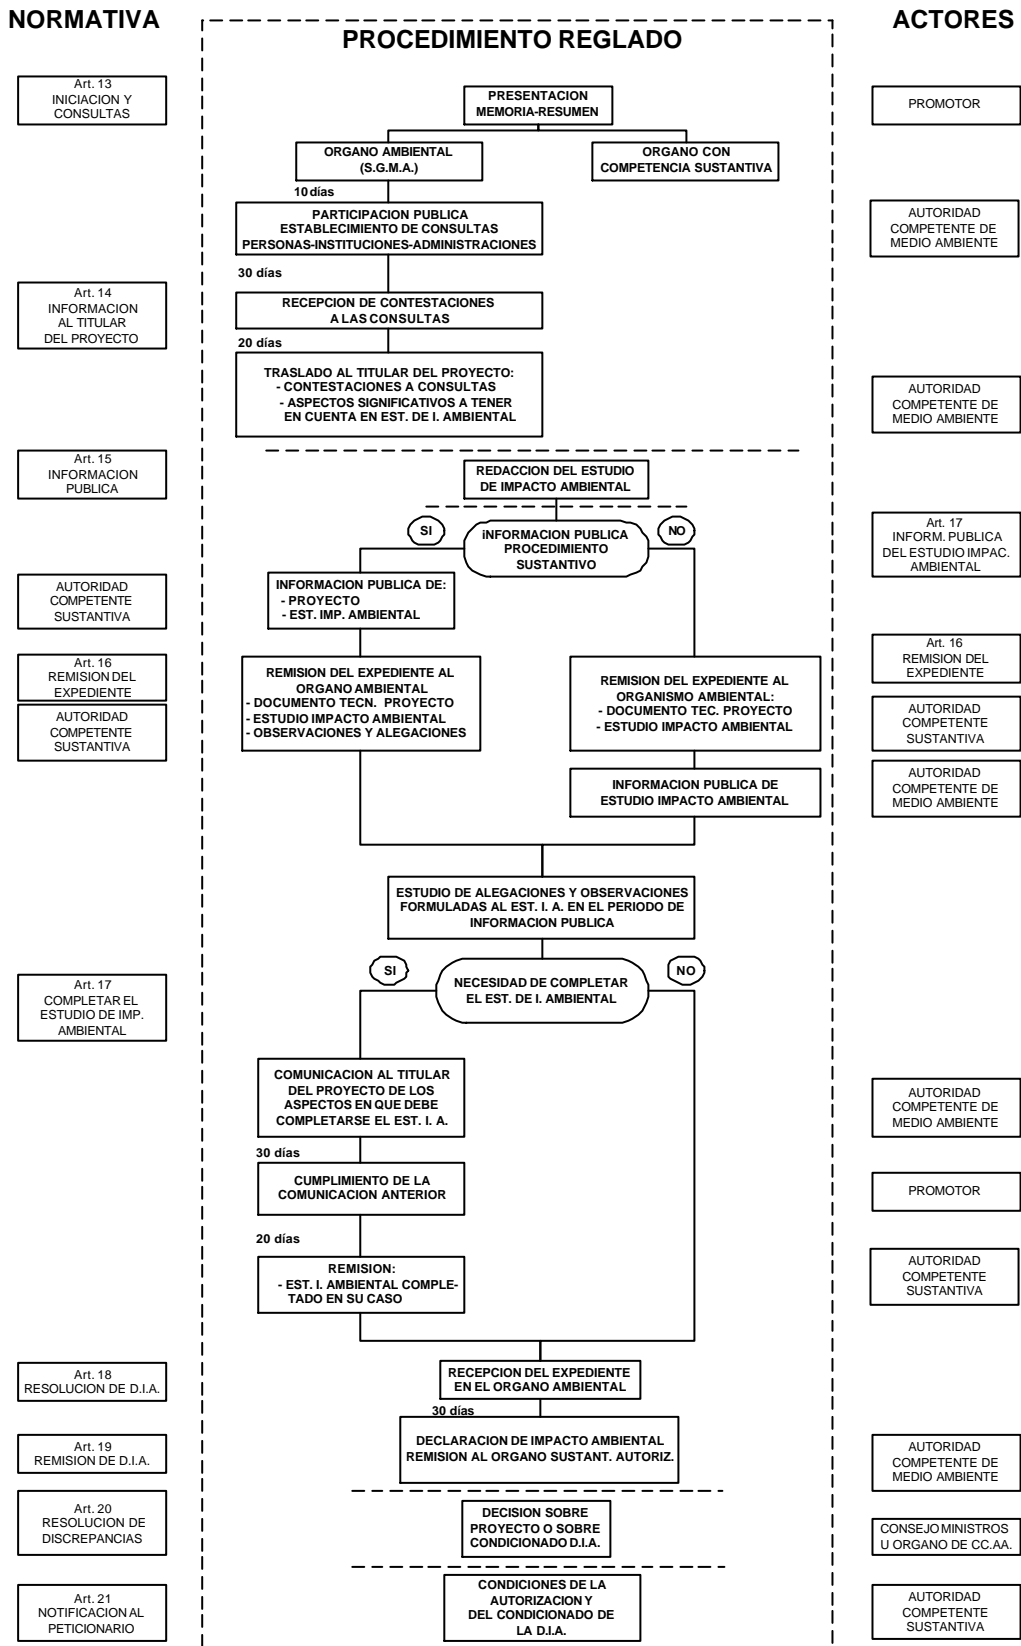 NORMATIVA
PROCEDIMIENTO REGLADO
ACTORES
Art. 13
INICIACION Y
CONSULTAS
PRESENTACION
MEMORIA-RESUMEN
PROMOTOR
ORGANO AMBIENTAL
(S.G.M.A.)
ORGANO CON
COMPETENCIA SUSTANTIVA
10 días
PARTICIPACION PUBLICA
ESTABLECIMIENTO DE CONSULTAS
PERSONAS-INSTITUCIONES-ADMINISTRACIONES
AUTORIDAD
COMPETENTE DE
MEDIO AMBIENTE
30 días
Art. 14
INFORMACION
AL TITULAR
DEL PROYECTO
RECEPCION DE CONTESTACIONES
A LAS CONSULTAS
20 días
TRASLADO AL TITULAR DEL PROYECTO:
- CONTESTACIONES A CONSULTAS
- ASPECTOS SIGNIFICATIVOS A TENER
EN CUENTA EN EST. DE I. AMBIENTAL
AUTORIDAD
COMPETENTE DE
MEDIO AMBIENTE
Art. 15
INFORMACION
PUBLICA
REDACCION DEL ESTUDIO
DE IMPACTO AMBIENTAL
SI
iNFORMACION PUBLICA
PROCEDIMIENTO
SUSTANTIVO
NO
Art. 17
INFORM. PUBLICA
DEL ESTUDIO IMPAC.
AMBIENTAL
AUTORIDAD
COMPETENTE
SUSTANTIVA
INFORMACION PUBLICA DE:
- PROYECTO
- EST. IMP. AMBIENTAL
Art. 16
REMISION DEL
EXPEDIENTE
REMISION DEL EXPEDIENTE AL
ORGANO AMBIENTAL
- DOCUMENTO TECN. PROYECTO
- ESTUDIO IMPACTO AMBIENTAL
- OBSERVACIONES Y ALEGACIONES
REMISION DEL EXPEDIENTE AL
ORGANISMO AMBIENTAL:
- DOCUMENTO TEC. PROYECTO
- ESTUDIO IMPACTO AMBIENTAL
Art. 16
REMISION DEL
EXPEDIENTE
AUTORIDAD
COMPETENTE
SUSTANTIVA
AUTORIDAD
COMPETENTE
SUSTANTIVA
INFORMACION PUBLICA DE
ESTUDIO IMPACTO AMBIENTAL
AUTORIDAD
COMPETENTE DE
MEDIO AMBIENTE
ESTUDIO DE ALEGACIONES Y OBSERVACIONES
FORMULADAS AL EST. I. A. EN EL PERIODO DE
INFORMACION PUBLICA
SI
NECESIDAD DE COMPLETAR
EL EST. DE I. AMBIENTAL
NO
Art. 17
COMPLETAR EL
ESTUDIO DE IMP.
AMBIENTAL
COMUNICACION AL TITULAR
DEL PROYECTO DE LOS
ASPECTOS EN QUE DEBE
COMPLETARSE EL EST. I. A.
AUTORIDAD
COMPETENTE DE
MEDIO AMBIENTE
30 días
CUMPLIMIENTO DE LA
COMUNICACION ANTERIOR
PROMOTOR
20 días
REMISION:
- EST. I. AMBIENTAL COMPLE-
TADO EN SU CASO
AUTORIDAD
COMPETENTE
SUSTANTIVA
Art. 18
RESOLUCION DE D.I.A.
RECEPCION DEL EXPEDIENTE
EN EL ORGANO AMBIENTAL
30 días
Art. 19
REMISION DE D.I.A.
DECLARACION DE IMPACTO AMBIENTAL
REMISION AL ORGANO SUSTANT. AUTORIZ.
AUTORIDAD
COMPETENTE DE
MEDIO AMBIENTE
Art. 20
RESOLUCION DE
DISCREPANCIAS
DECISION SOBRE
PROYECTO O SOBRE
CONDICIONADO D.I.A.
CONSEJO MINISTROS
U ORGANO DE CC.AA.
Art. 21
NOTIFICACION AL
PETICIONARIO
CONDICIONES DE LA
AUTORIZACION Y
DEL CONDICIONADO DE
LA D.I.A.
AUTORIDAD
COMPETENTE
SUSTANTIVA